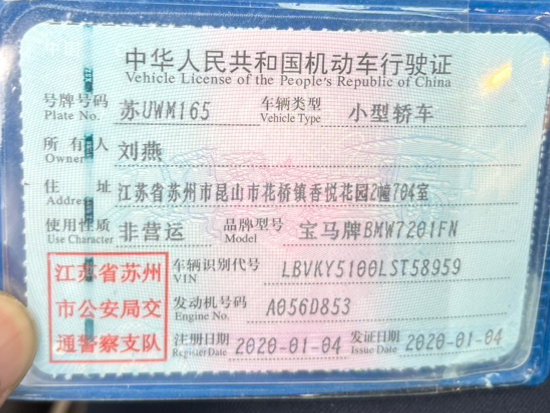 中华人民共和国机动车行驶证
Vehicle License of the People's Republic of China
号牌号码 苏UWM165 车辆类型 小型轿车
Plate No. Vehicle Type
所有人 刘燕
Owner
住址 江苏省苏州市昆山市花桥镇香悦花园2幢704室
Address
使用性质 非营运 品牌型号 宝马牌BMW7201FN
Use Character Model
江苏省苏州 车辆识别代号 LBVKY5100LST58959
VIN
市公安局交 发动机号码 A056D853
Engine No.
通警察支队 注册日期 2020-01-04 发证日期 2020-01-04
Register Date Issue Date